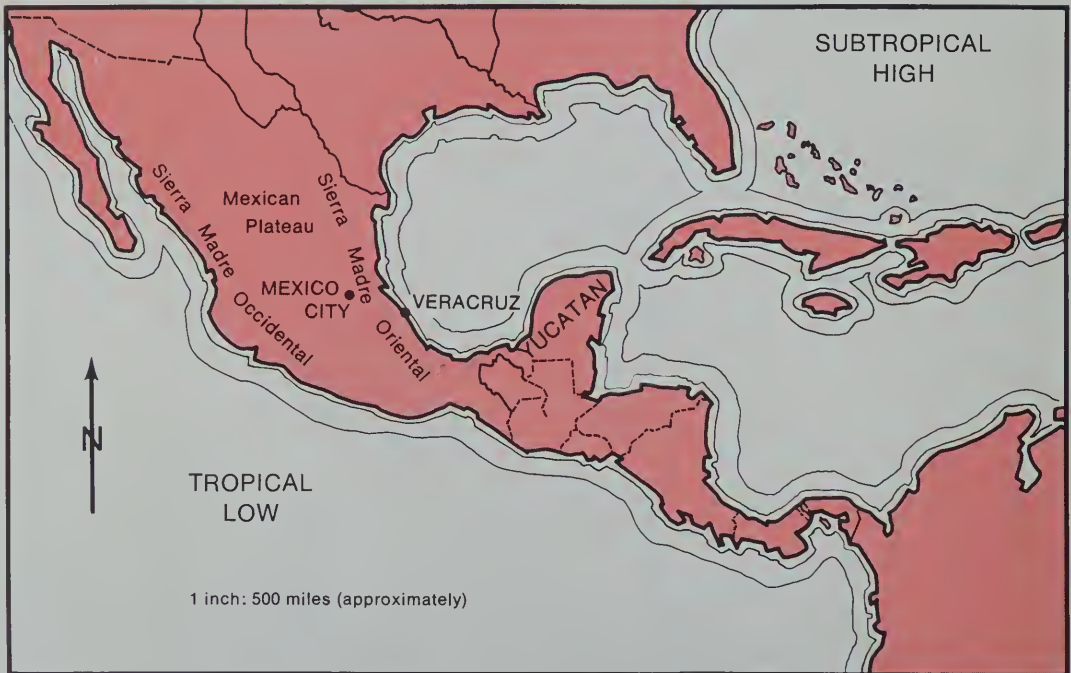 SUBTROPICAL
HIGH
Sierra Madre Occidental
Mexican
Plateau
Sierra Madre Oriental
MEXICO
CITY
VERACRUZ
YUCATAN
N
TROPICAL
LOW
1 inch: 500 miles (approximately)